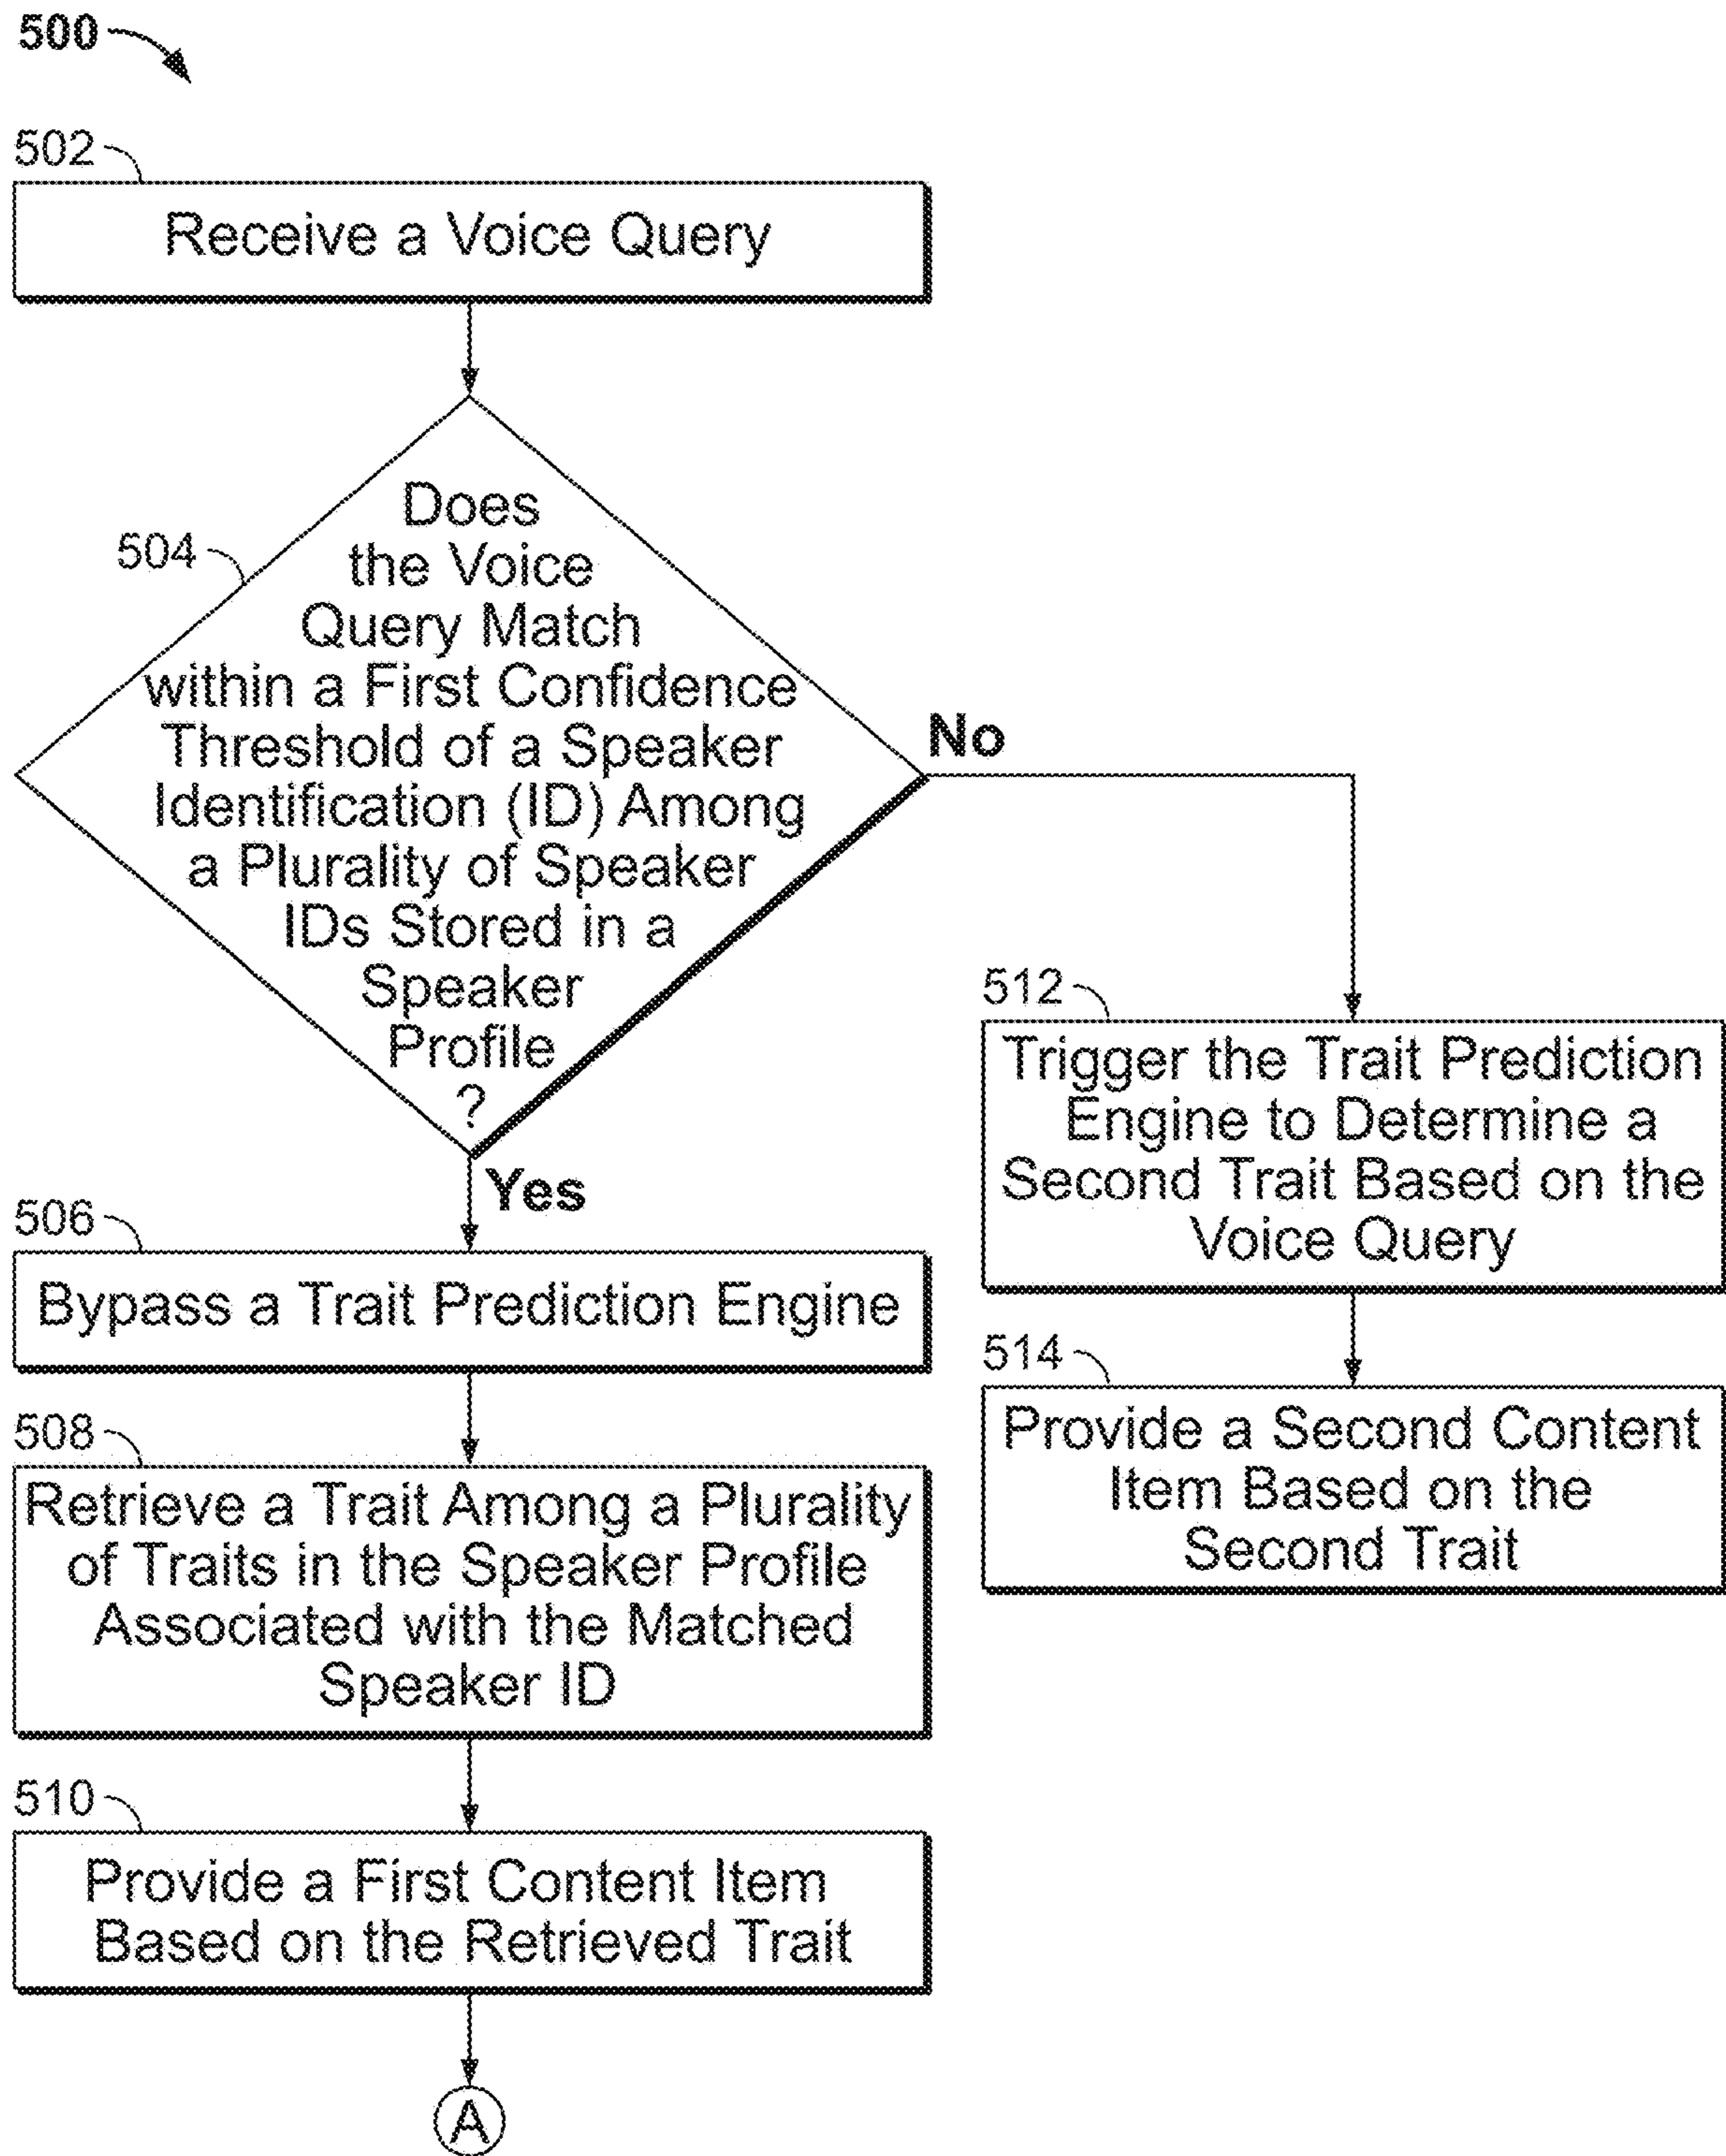 500
502
Receive a Voice Query
504
Does
the Voice
Query Match
within a First Confidence
Threshold of a Speaker
Identification (ID) Among
a Plurality of Speaker
IDs Stored in a
Speaker
Profile
?
No
Yes
506
Bypass a Trait Prediction Engine
508
Retrieve a Trait Among a Plurality
of Traits in the Speaker Profile
Associated with the Matched
Speaker ID
510
Provide a First Content Item
Based on the Retrieved Trait
A
512
Trigger the Trait Prediction
Engine to Determine a
Second Trait Based on the
Voice Query
514
Provide a Second Content
Item Based on the
Second Trait